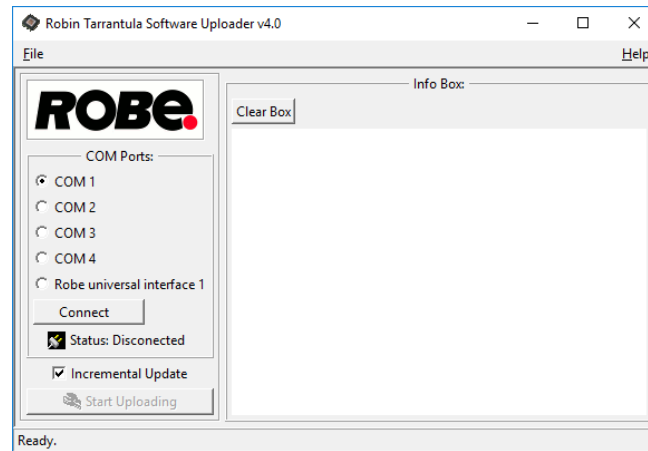 Robin Tarrantula Software Uploader v4.0
File
Help
ROBE.
COM Ports:
COM 1
COM 2
COM 3
COM 4
Robe universal interface 1
Connect
Status: Disconected
Incremental Update
Start Uploading
Info Box:
Clear Box
Ready.